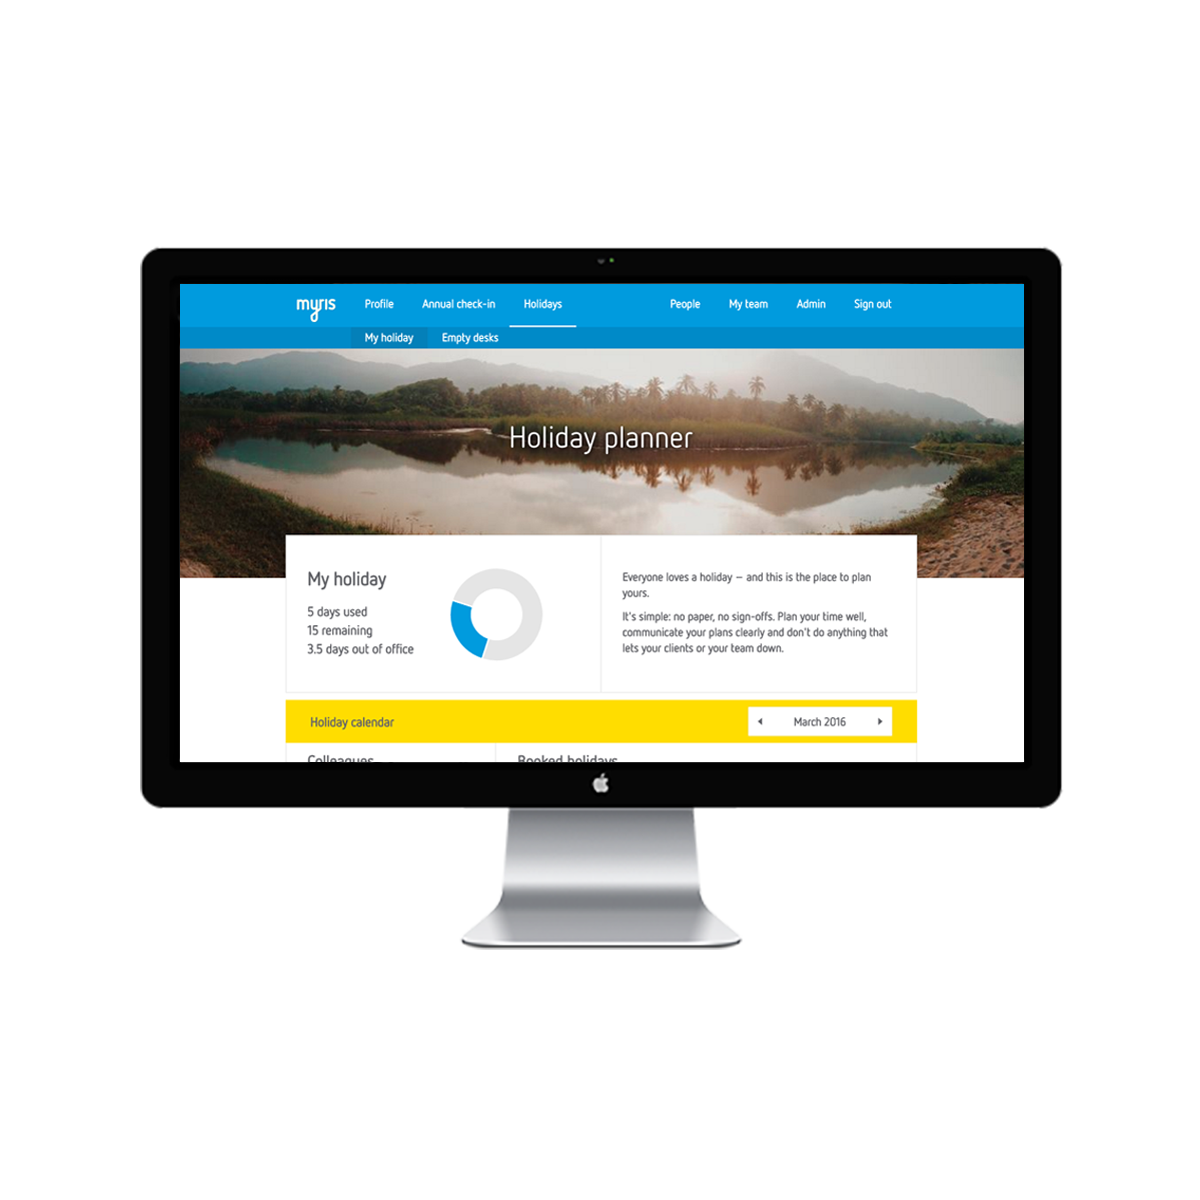 myris
Profile
Annual check-in
Holidays
People
My team
Admin
Sign out
My holiday
Empty desks
Holiday planner
My holiday
5 days used
15 remaining
3.5 days out of office
Everyone loves a holiday – and this is the place to plan
yours.
It's simple: no paper, no sign-offs. Plan your time well,
communicate your plans clearly and don't do anything that
lets your clients or your team down.
Holiday calendar
March 2016
Colleagues
Booked holidays